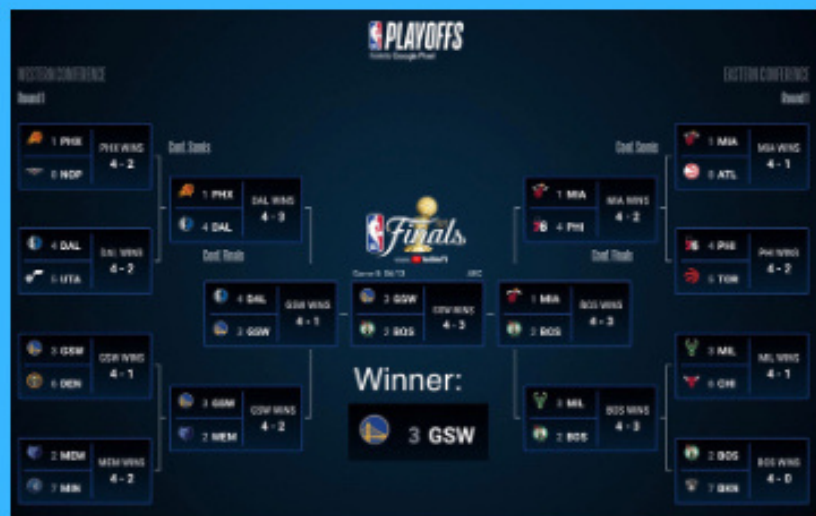 PLAYOFFS
Google Pixel
WESTERN CONFERENCE
Round 1
1 PHX
8 NOP
PHX WINS
4 - 2
4 DAL
5 UTA
DAL WINS
4 - 2
3 GSW
6 DEN
GSW WINS
4 - 1
2 MEM
7 MIN
MEM WINS
4 - 2
Conf Semis
1 PHX
4 DAL
DAL WINS
4 - 3
3 GSW
2 MEM
GSW WINS
4 - 2
Conf Finals
4 DAL
3 GSW
GSW WINS
4 - 1
Finals
ABC
3 GSW
2 BOS
GSW WINS
4 - 3
Winner:
3 GSW
Conf Finals
1 MIA
2 BOS
BOS WINS
4 - 3
Conf Semis
1 MIA
4 PHI
MIA WINS
4 - 2
3 MIL
2 BOS
BOS WINS
4 - 3
EASTERN CONFERENCE
Round 1
1 MIA
8 ATL
MIA WINS
4 - 1
4 PHI
5 TOR
PHI WINS
4 - 2
3 MIL
6 CHI
MIL WINS
4 - 1
2 BOS
7 BKN
BOS WINS
4 - 0